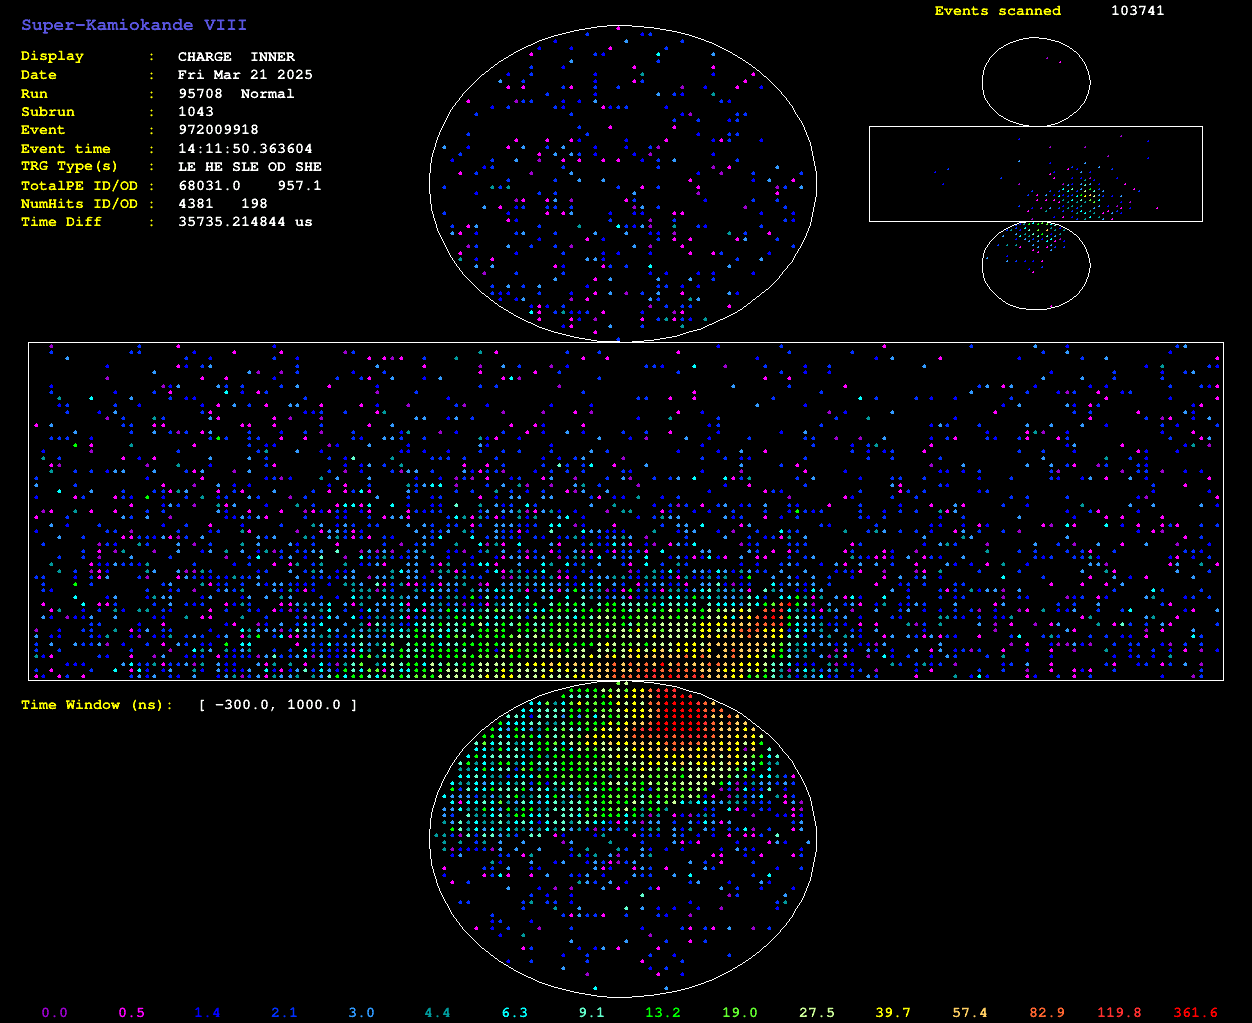 Super-Kamiokande VIII
Events scanned 103741
Display : CHARGE INNER
Date : Fri Mar 21 2025
Run : 95708 Normal
Subrun : 1043
Event : 972009918
Event time : 14:11:50.363604
TRG Type(s) : LE HE SLE OD SHE
TotalPE ID/OD : 68031.0 957.1
NumHits ID/OD : 4381 198
Time Diff : 35735.214844 us
Time Window (ns): [ -300.0, 1000.0 ]
0.0 0.5 1.4 2.1 3.0 4.4 6.3 9.1 13.2 19.0 27.5 39.7 57.4 82.9 119.8 361.6